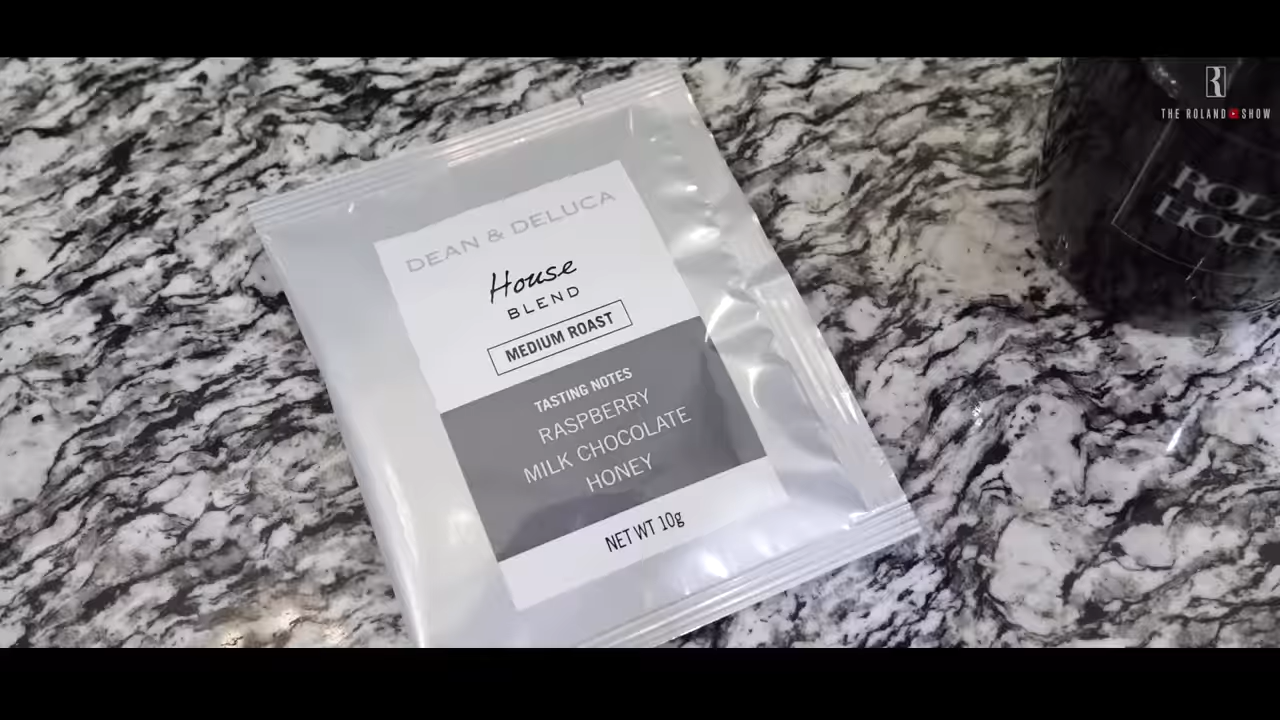 DEAN & DELUCA
House
BLEND
MEDIUM ROAST
TASTING NOTES
RASPBERRY
MILK CHOCOLATE
HONEY
NET WT 10g
R
THE ROLAND SHOW